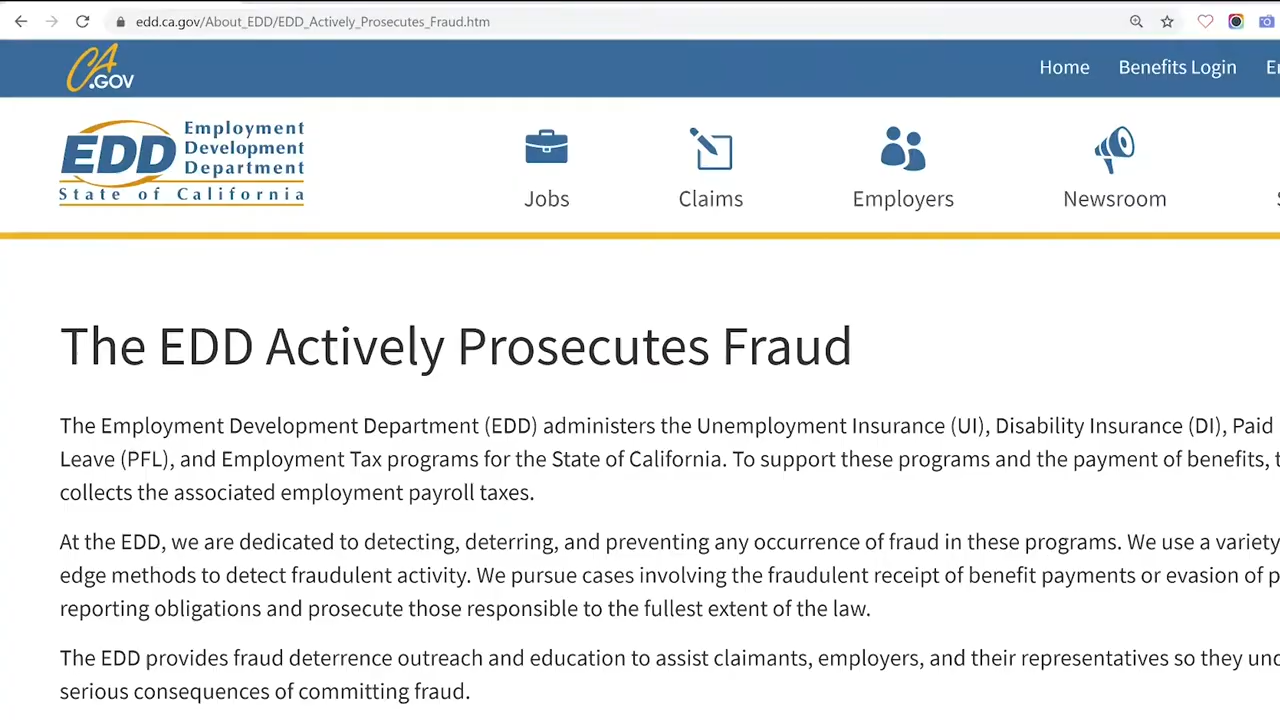 edd.ca.gov/About_EDD/EDD_Actively_Prosecutes_Fraud.htm
CA.GOV
Home Benefits Login
EDD Employment
Development
Department
State of California
Jobs Claims Employers Newsroom
The EDD Actively Prosecutes Fraud
The Employment Development Department (EDD) administers the Unemployment Insurance (UI), Disability Insurance (DI), Paid
Leave (PFL), and Employment Tax programs for the State of California. To support these programs and the payment of benefits,
collects the associated employment payroll taxes.
At the EDD, we are dedicated to detecting, deterring, and preventing any occurrence of fraud in these programs. We use a variety
edge methods to detect fraudulent activity. We pursue cases involving the fraudulent receipt of benefit payments or evasion of
reporting obligations and prosecute those responsible to the fullest extent of the law.
The EDD provides fraud deterrence outreach and education to assist claimants, employers, and their representatives so they
serious consequences of committing fraud.